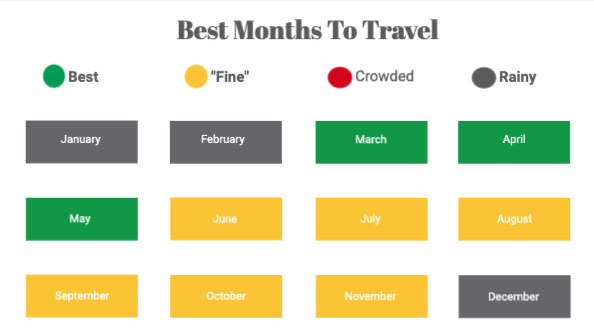 Best Months To Travel
Best "Fine" Crowded Rainy
January February March April
May June July August
September October November December